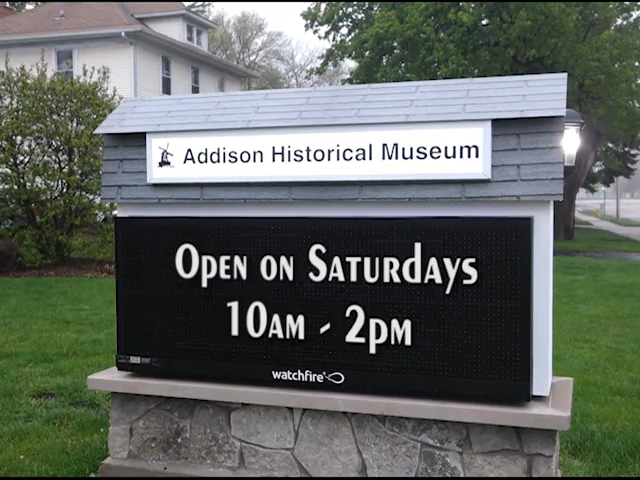 Addison Historical Museum
Open on Saturdays
10am - 2pm
watchfire